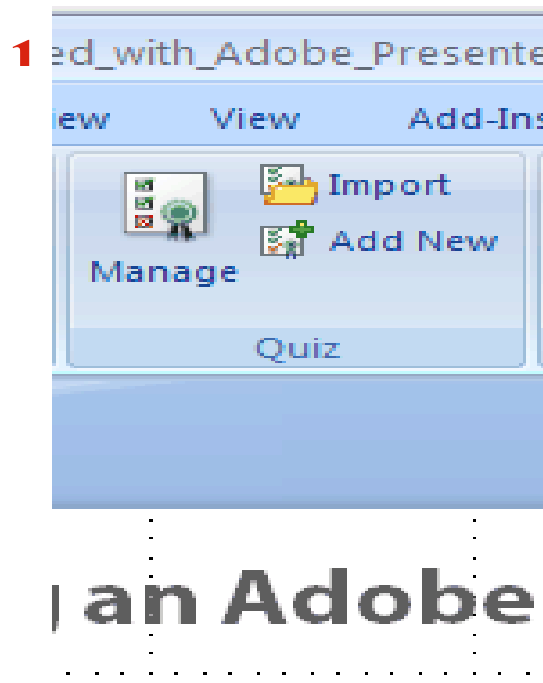 1 ed_with_Adobe_Presente
iew View Add-Ins
Import
Add New
Manage
Quiz
g an Adobe